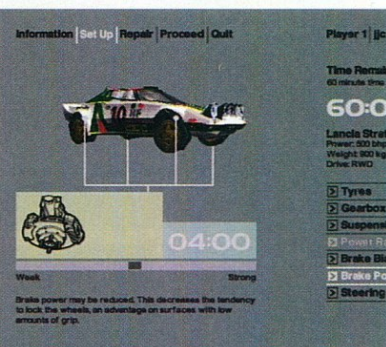 Information Set Up Repair Proceed Quit
04:00
Weak Strong
Brake power may be reduced. This decreases the tendency
to lock the wheels, an advantage on surfaces with low
amounts of grip.
Player 1 jjc
Time Remai
60 minute time
60:0
Lancia Strat
Power: 500 bhp
Weight: 900 kg
Drive: RWD
Tyres
Gearbox
Suspens
Power R
Brake Bia
Brake Po
Steering